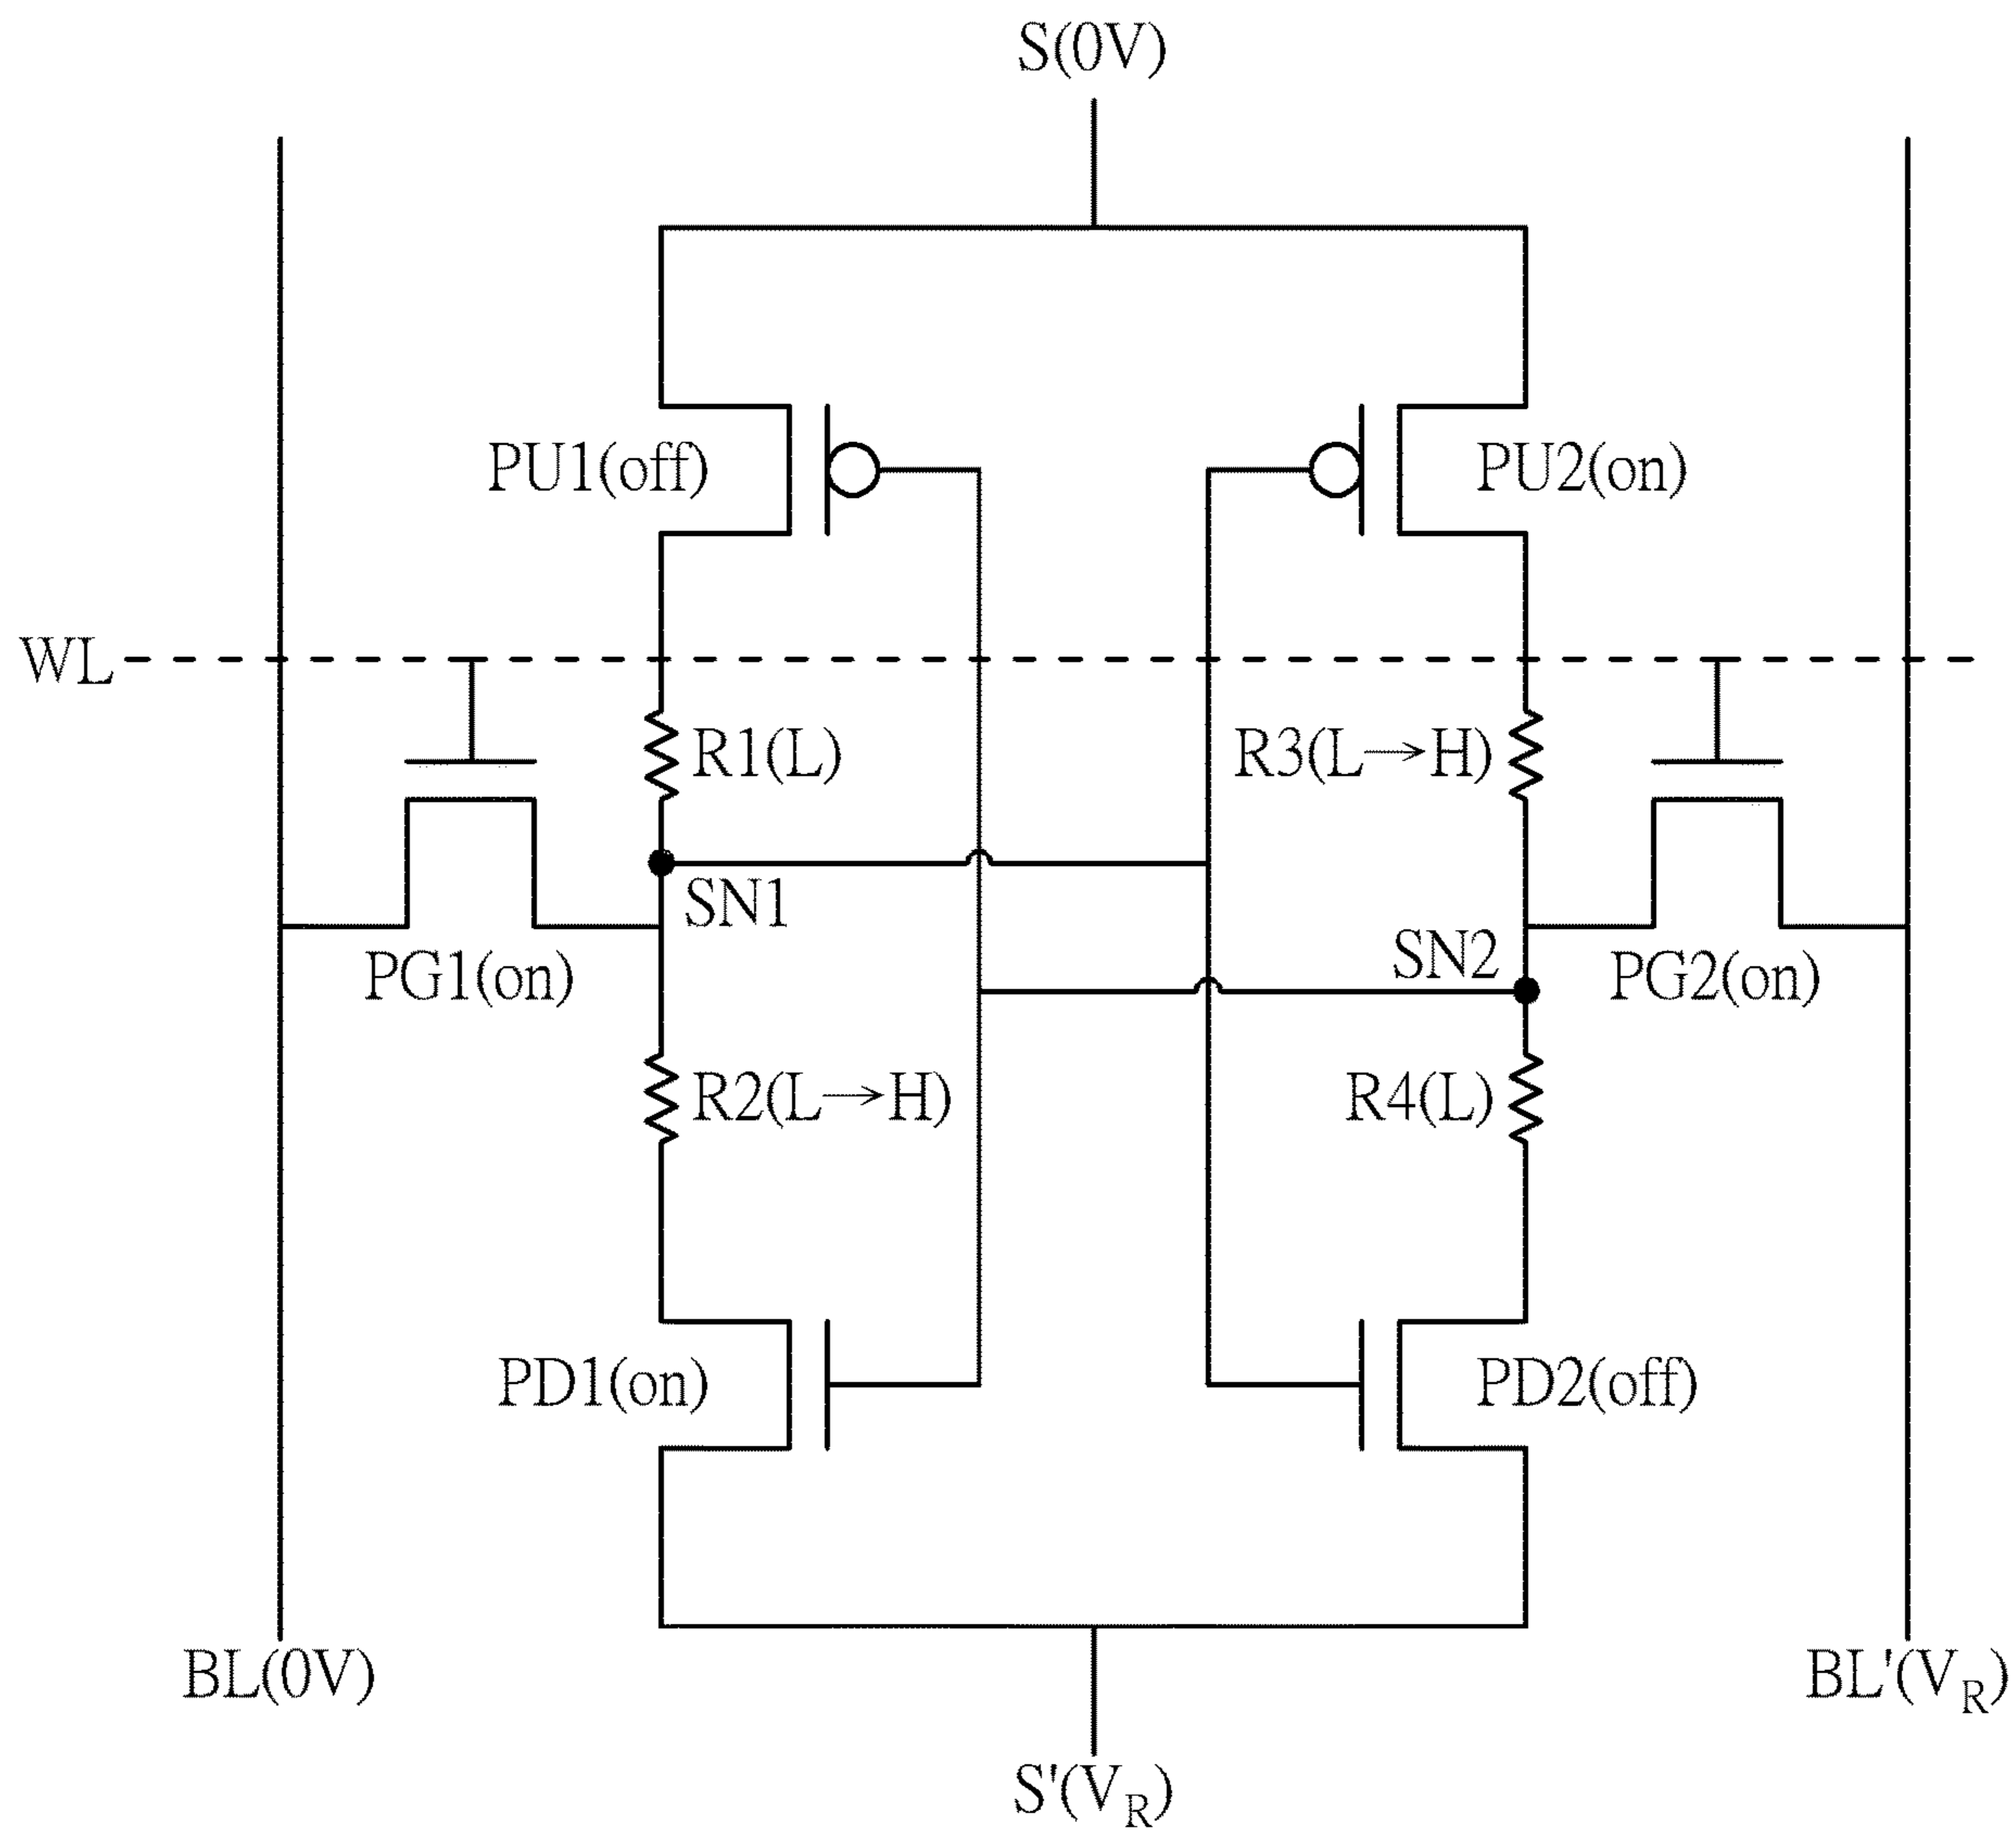 S(0V)
PU1(off)
PU2(on)
WL
R1(L)
R3(L→H)
SN1
SN2
PG1(on)
PG2(on)
R2(L→H)
R4(L)
PD1(on)
PD2(off)
BL(0V)
BL'(VR)
S'(VR)